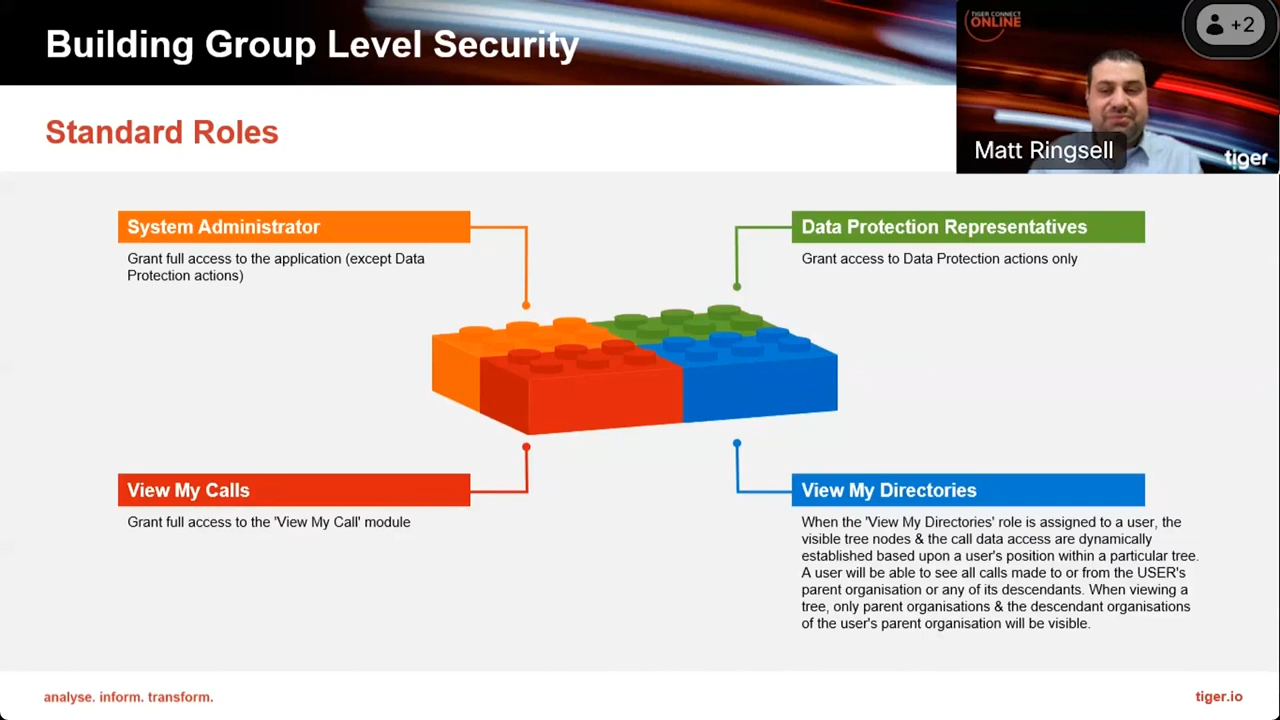 Building Group Level Security
TIGER CONNECT
ONLINE
+2
Matt Ringsell
tiger
Standard Roles
System Administrator
Grant full access to the application (except Data
Protection actions)
Data Protection Representatives
Grant access to Data Protection actions only
View My Calls
Grant full access to the 'View My Call' module
View My Directories
When the 'View My Directories' role is assigned to a user, the
visible tree nodes & the call data access are dynamically
established based upon a user's position within a particular tree.
A user will be able to see all calls made to or from the USER's
parent organisation or any of its descendants. When viewing a
tree, only parent organisations & the descendant organisations
of the user's parent organisation will be visible.
analyse. inform. transform.
tiger.io